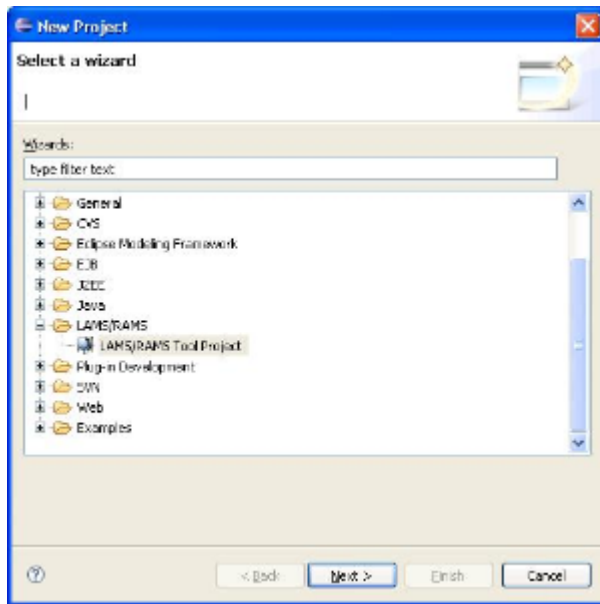 New Project
Select a wizard
Wizards:
type filter text
General
CVS
Eclipse Modeling Framework
EJB
J2EE
Java
LAMS/RAMS
LAMS/RAMS Tool Project
Plug-in Development
SVN
Web
Examples
?
< Back
Next >
Finish
Cancel